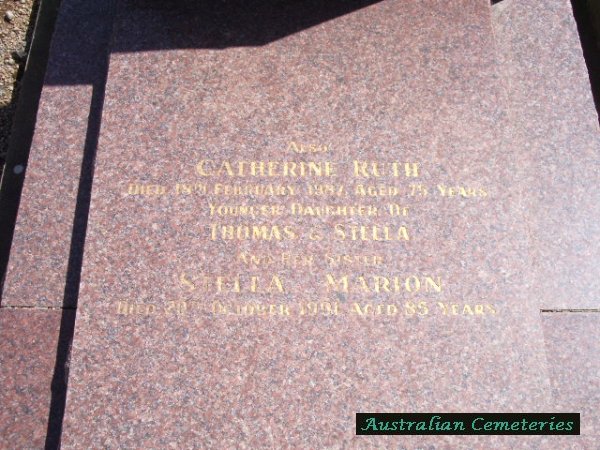 Also
Catherine Ruth
Died 18th February 1987, Aged 75 Years
Younger Daughter Of
Thomas & Stella
And Her Sister
Stella Marion
Died 20th October 1991 Aged 85 Years
Australian Cemeteries